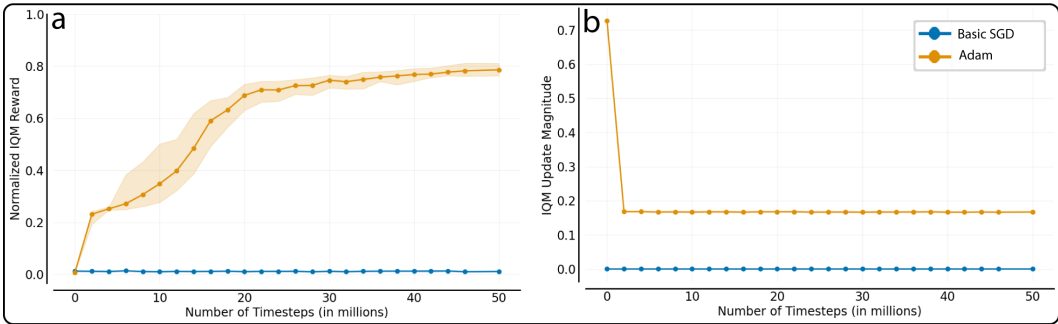 a
Normalized IQM Reward
1.0
0.8
0.6
0.4
0.2
0.0
0 10 20 30 40 50
Number of Timesteps (in millions)
b
IQM Update Magnitude
0.7
0.6
0.5
0.4
0.3
0.2
0.1
0.0
0 10 20 30 40 50
Number of Timesteps (in millions)
Basic SGD
Adam